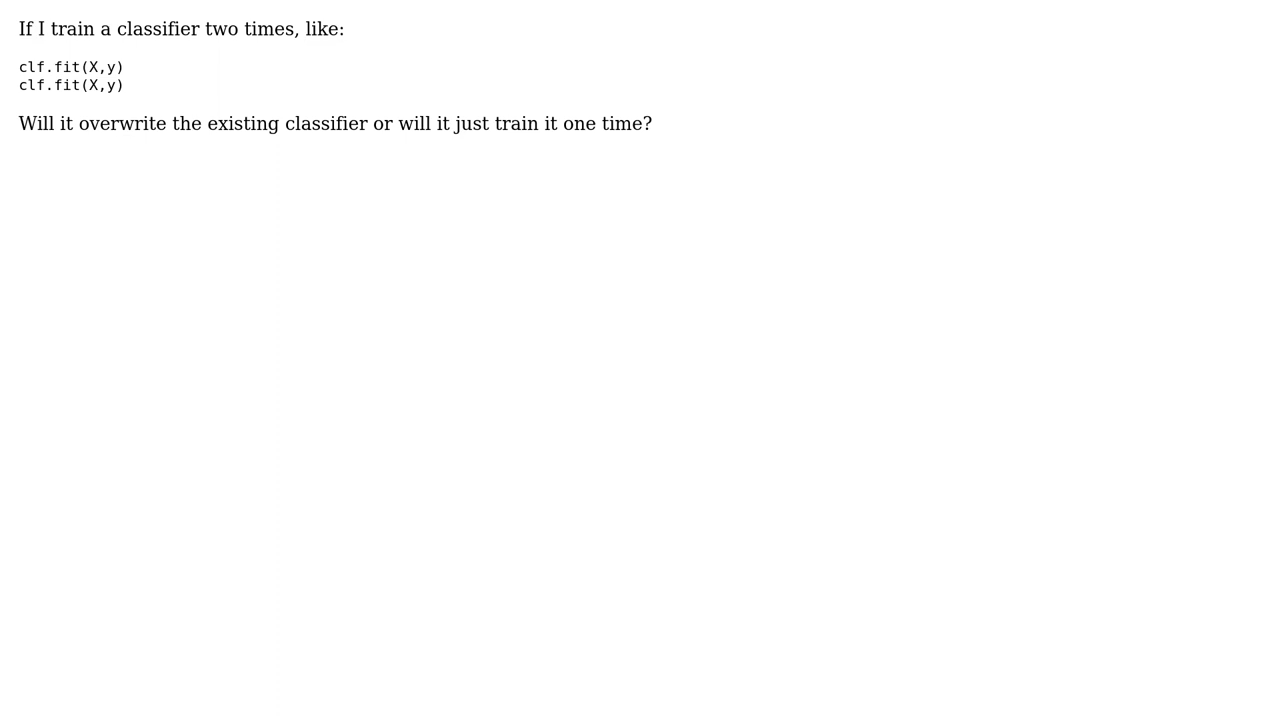 If I train a classifier two times, like:
clf.fit(X,y)
clf.fit(X,y)
Will it overwrite the existing classifier or will it just train it one time?